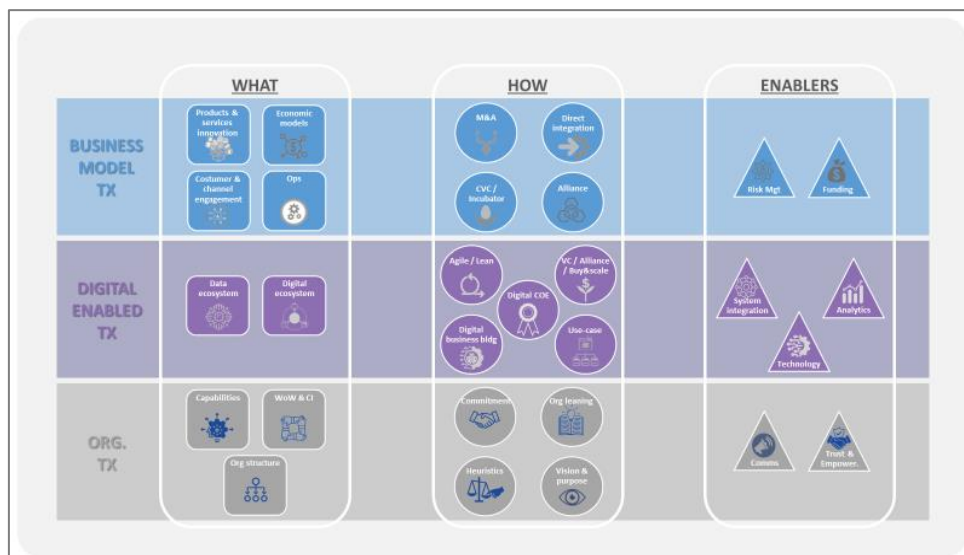 WHAT
HOW
ENABLERS
BUSINESS
MODEL
TX
Products &
services
innovation
Economic
models
Costumer &
channel
engagement
Ops
M&A
Direct
integration
CVC /
Incubator
Alliance
Risk Mgt
Funding
DIGITAL
ENABLED
TX
Data
ecosystem
Digital
ecosystem
Agile / Lean
VC / Alliance
/ Buy&scale
Digital COE
Digital
business bldg
Use-case
System
integration
Analytics
Technology
ORG.
TX
Capabilities
WoW & CI
Org structure
Commitment
Org leaning
Heuristics
Vision &
purpose
Comms
Trust &
Empower.